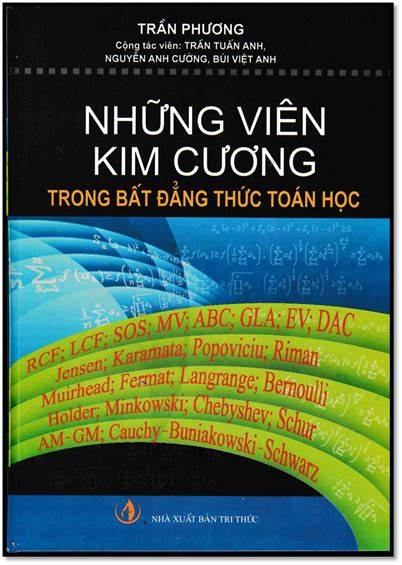 TRẦN PHƯƠNG
Cộng tác viên: TRẦN TUẤN ANH,
NGUYỄN ANH CƯỜNG, BÙI VIỆT ANH
NHỮNG VIÊN
KIM CƯƠNG
TRONG BẤT ĐẲNG THỨC TOÁN HỌC
RCF; LCF; SOS; MV; ABC; GLA; EV; DAC
Jensen; Karamata; Popoviciu; Riman
Muirhead; Fermat; Langrange; Bernoulli
Holder; Minkowski; Chebyshev; Schur
AM-GM; Cauchy-Buniakowski-Schwarz
NHÀ XUẤT BẢN TRI THỨC